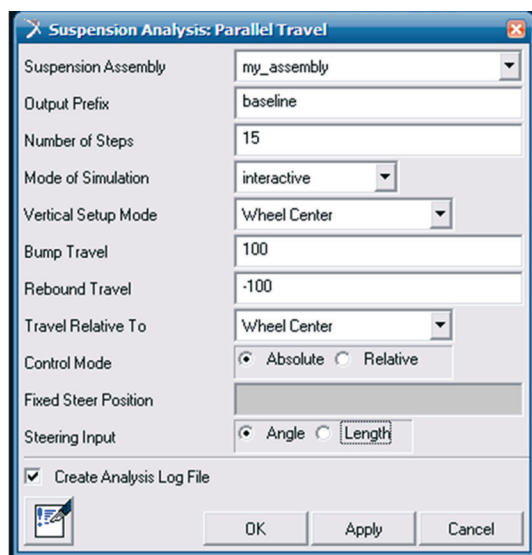 Suspension Analysis: Parallel Travel
Suspension Assembly my_assembly
Output Prefix baseline
Number of Steps 15
Mode of Simulation interactive
Vertical Setup Mode Wheel Center
Bump Travel 100
Rebound Travel -100
Travel Relative To Wheel Center
Control Mode Absolute Relative
Fixed Steer Position
Steering Input Angle Length
Create Analysis Log File
OK Apply Cancel